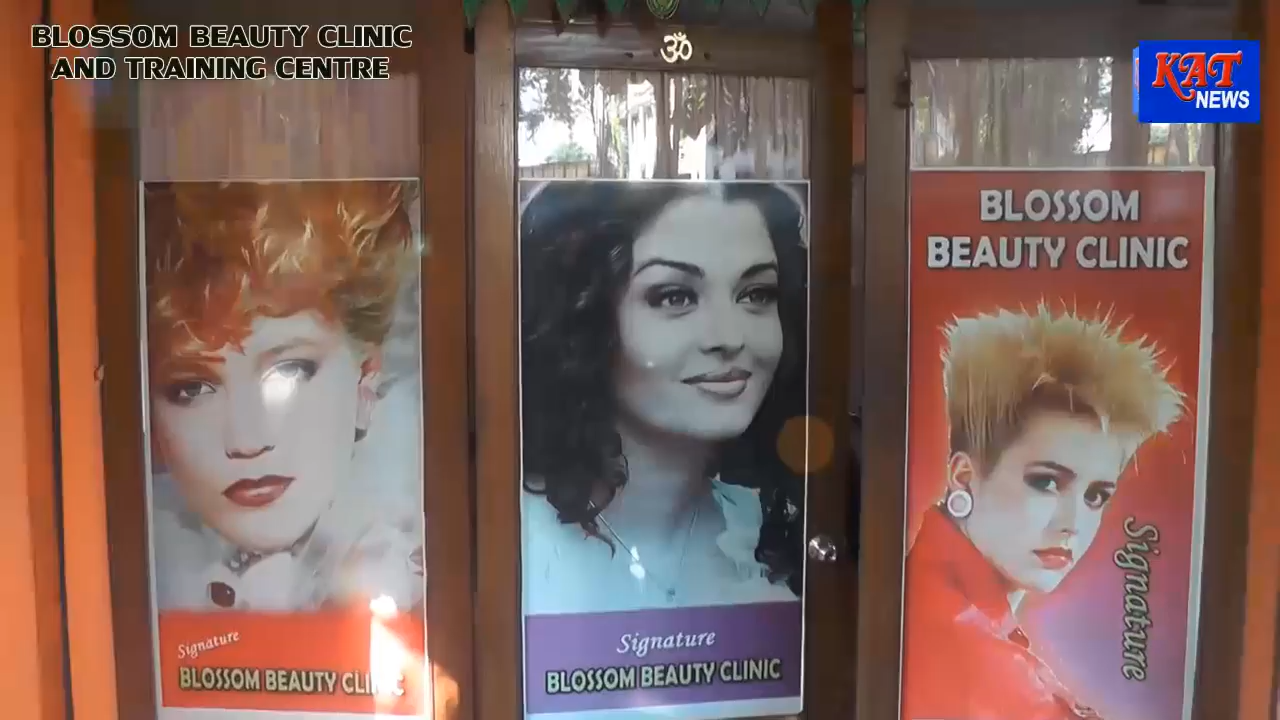 BLOSSOM BEAUTY CLINIC
AND TRAINING CENTRE
KAT
NEWS
ॐ
Signature
BLOSSOM BEAUTY CLINIC
Signature
BLOSSOM BEAUTY CLINIC
BLOSSOM
BEAUTY CLINIC
Signature